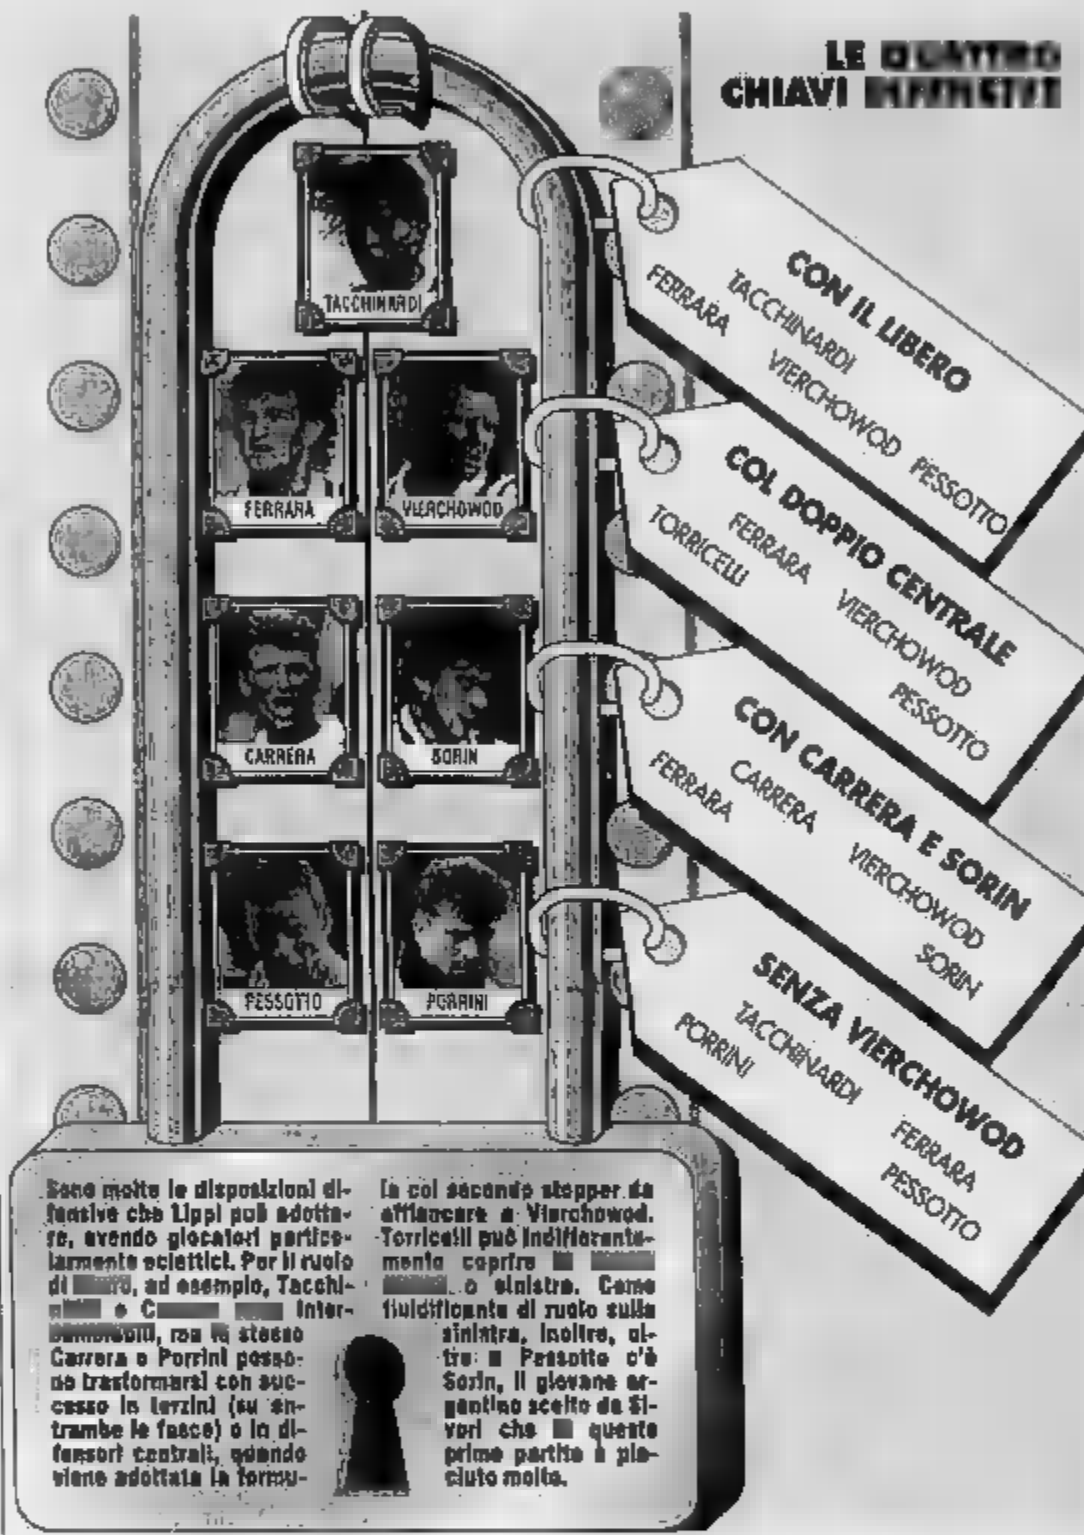 LE
CHIAVI
TACCHINARDI
FERRARA
VIERCHOWOD
CARRERA
SORIN
PESSOTTO
PORRINI
CON IL LIBERO
TACCHINARDI
FERRARA
VIERCHOWOD
PESSOTTO
COL DOPPIO CENTRALE
FERRARA
TORRICELLI
VIERCHOWOD
PESSOTTO
CON CARRERA E SORIN
CARRERA
FERRARA
VIERCHOWOD
SORIN
SENZA VIERCHOWOD
TACCHINARDI
PORRINI
FERRARA
PESSOTTO
Sono molte le disposizioni di-
fensive che Lippi può adotta-
re, avendo giocatori partico-
larmente eclettici. Per il ruolo
di ad esempio, Tacchi-
e inter-
ma lo stesso
Carrera e Porrini posso-
no trasformarsi con suc-
cesso in terzini (su en-
trambe le fasce) o in di-
fensori centrali, quando
viene adottata la formu-
la col secondo stopper da
affiancare a Vierchowod.
Torricelli può indifferente-
mente coprire
o sinistra. Come
fluidificante di ruolo sulla
sinistra, inoltre, ol-
tre a Pessotto c'è
Sorin, il giovane ar-
gentino scelto da Si-
vori che queste
prime partite è pia-
ciuto molto.